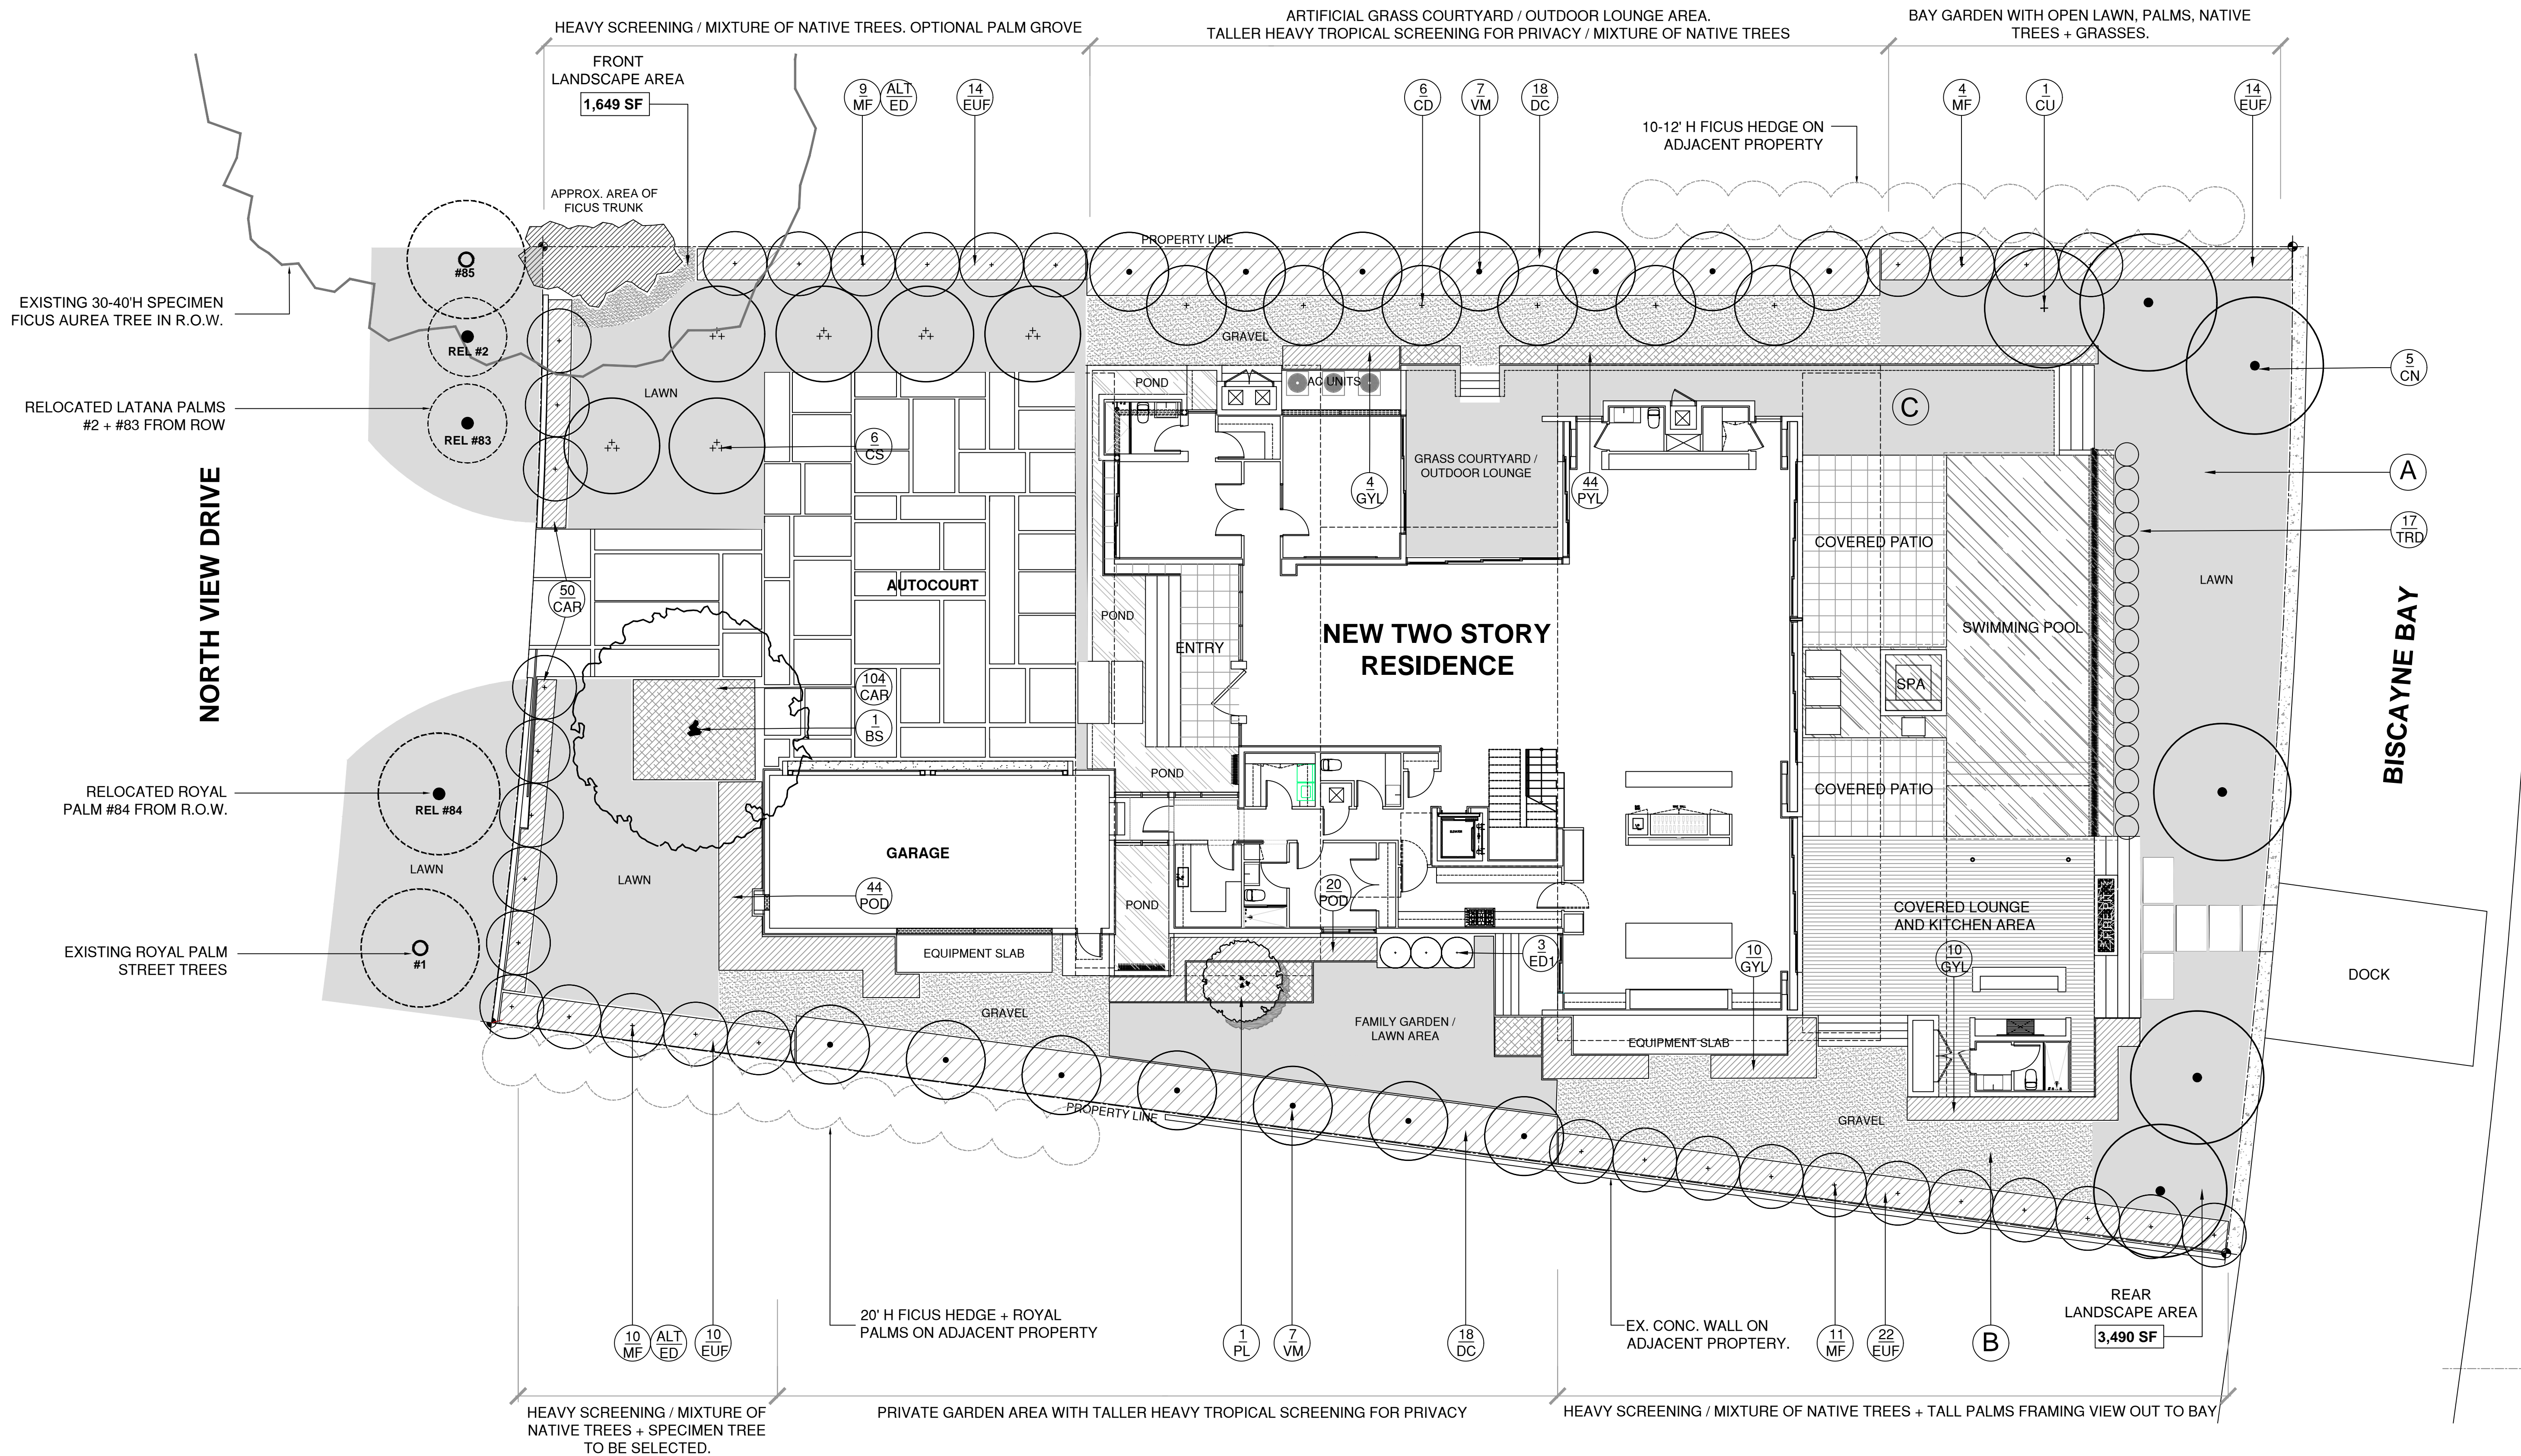 HEAVY SCREENING / MIXTURE OF NATIVE TREES. OPTIONAL PALM GROVE
ARTIFICIAL GRASS COURTYARD / OUTDOOR LOUNGE AREA.
TALLER HEAVY TROPICAL SCREENING FOR PRIVACY / MIXTURE OF NATIVE TREES
BAY GARDEN WITH OPEN LAWN, PALMS, NATIVE
TREES + GRASSES.
FRONT
LANDSCAPE AREA
1,649 SF
9
MF
ALT
ED
14
EUF
6
CD
7
VM
18
DC
4
MF
1
CU
14
EUF
10-12' H FICUS HEDGE ON
ADJACENT PROPERTY
APPROX. AREA OF
FICUS TRUNK
PROPERTY LINE
#85
EXISTING 30-40'H SPECIMEN
FICUS AUREA TREE IN R.O.W.
REL #2
GRAVEL
5
CN
LAWN
POND
AC UNITS
RELOCATED LATANA PALMS
#2 + #83 FROM ROW
REL #83
C
6
CS
GRASS COURTYARD /
OUTDOOR LOUNGE
4
GYL
44
PYL
A
17
TRD
COVERED PATIO
NORTH VIEW DRIVE
AUTOCOURT
LAWN
50
CAR
POND
ENTRY
NEW TWO STORY
RESIDENCE
SWIMMING POOL
SPA
BISCAYNE BAY
104
CAR
1
BS
POND
COVERED PATIO
RELOCATED ROYAL
PALM #84 FROM R.O.W.
REL #84
GARAGE
LAWN
LAWN
44
POD
20
POD
POND
COVERED LOUNGE
AND KITCHEN AREA
FIRE PIT
EXISTING ROYAL PALM
STREET TREES
#1
EQUIPMENT SLAB
3
ED1
10
GYL
10
GYL
DOCK
GRAVEL
FAMILY GARDEN /
LAWN AREA
EQUIPMENT SLAB
PROPERTY LINE
GRAVEL
20' H FICUS HEDGE + ROYAL
PALMS ON ADJACENT PROPERTY
EX. CONC. WALL ON
ADJACENT PROPTERY.
REAR
LANDSCAPE AREA
3,490 SF
10
MF
ALT
ED
10
EUF
1
PL
7
VM
18
DC
11
MF
22
EUF
B
HEAVY SCREENING / MIXTURE OF
NATIVE TREES + SPECIMEN TREE
TO BE SELECTED.
PRIVATE GARDEN AREA WITH TALLER HEAVY TROPICAL SCREENING FOR PRIVACY
HEAVY SCREENING / MIXTURE OF NATIVE TREES + TALL PALMS FRAMING VIEW OUT TO BAY